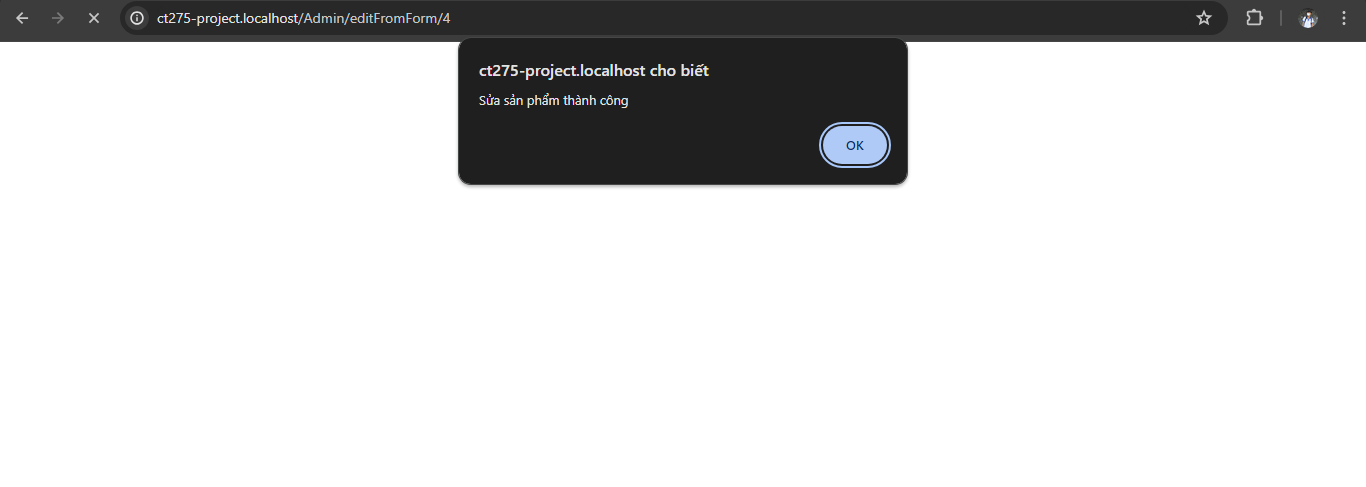 ct275-project.localhost/Admin/editFromForm/4
ct275-project.localhost cho biết
Sửa sản phẩm thành công
OK